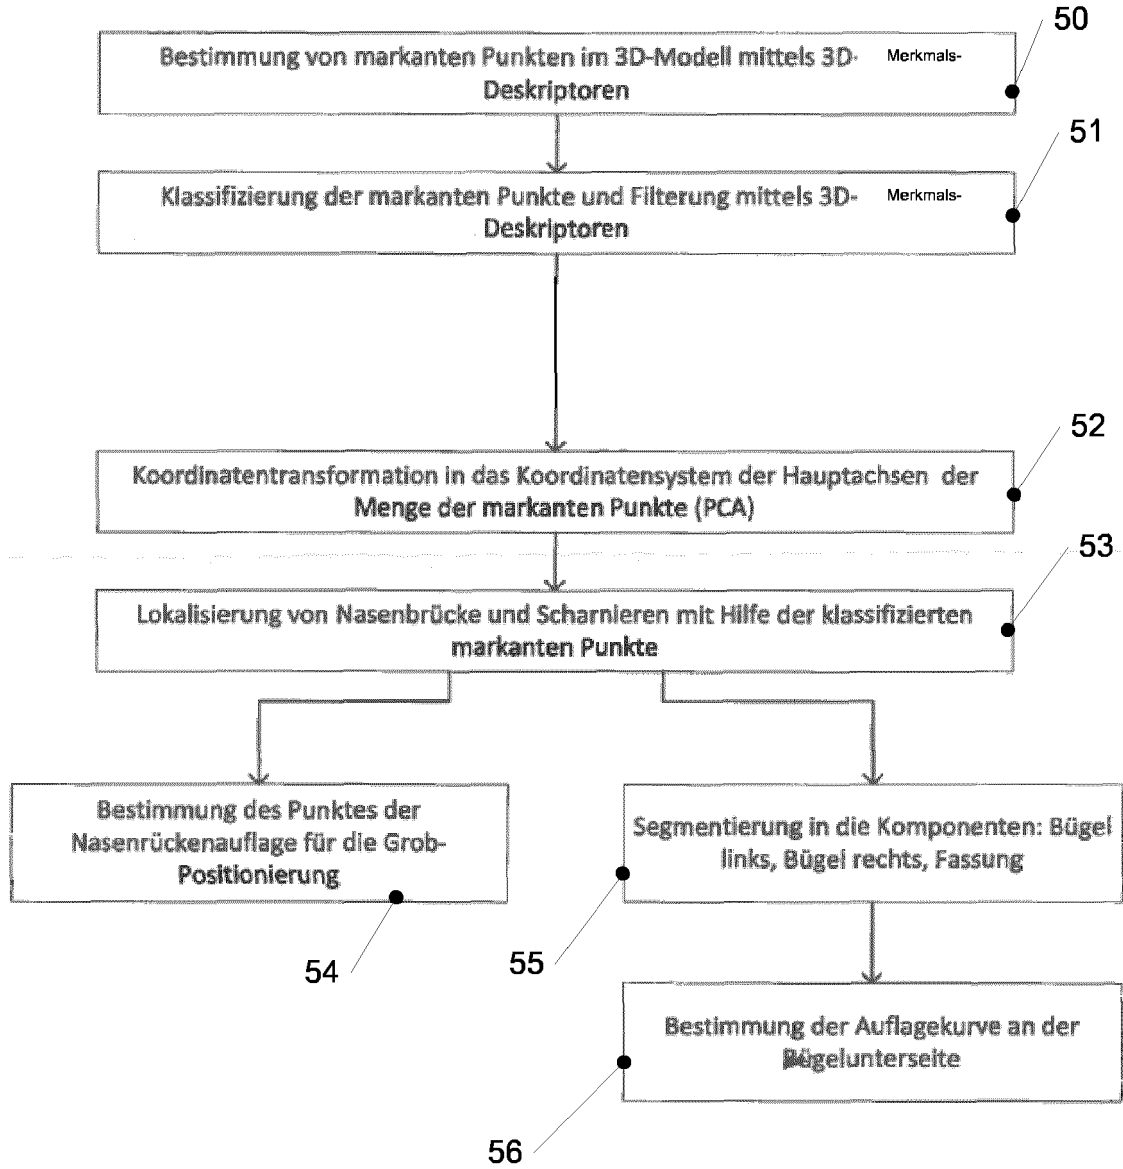 50
Bestimmung von markanten Punkten im 3D-Modell mittels 3D- Merkmals-
Deskriptoren
51
Klassifizierung der markanten Punkte und Filterung mittels 3D- Merkmals-
Deskriptoren
52
Koordinatentransformation in das Koordinatensystem der Hauptachsen der
Menge der markanten Punkte (PCA)
53
Lokalisierung von Nasenbrücke und Scharnieren mit Hilfe der klassifizierten
markanten Punkte
Bestimmung des Punktes der
Nasenrückenauflage für die Grob-
Positionierung
54
Segmentierung in die Komponenten: Bügel
links, Bügel rechts, Fassung
55
Bestimmung der Auflagekurve an der
Bügelunterseite
56